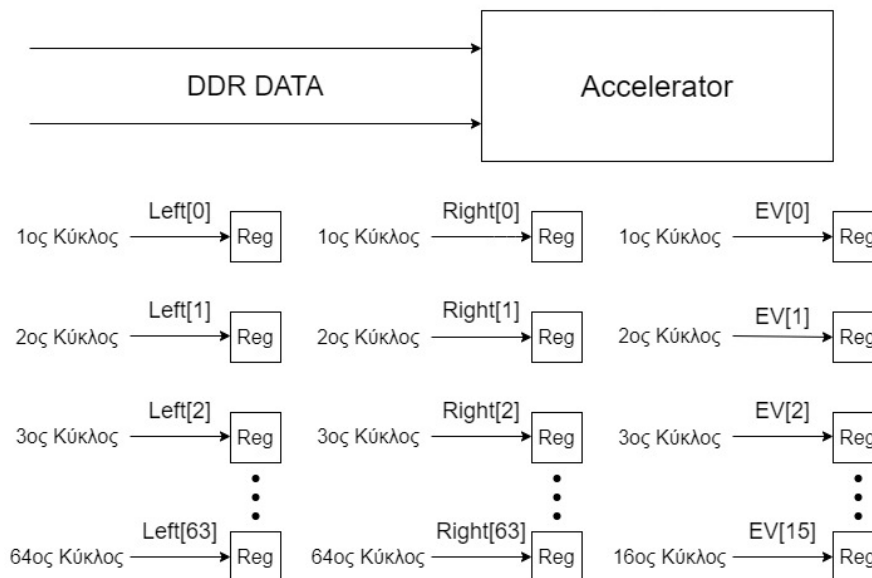 DDR DATA
Accelerator
1ος Κύκλος Left[0] Reg 1ος Κύκλος Right[0] Reg 1ος Κύκλος EV[0] Reg
2ος Κύκλος Left[1] Reg 2ος Κύκλος Right[1] Reg 2ος Κύκλος EV[1] Reg
3ος Κύκλος Left[2] Reg 3ος Κύκλος Right[2] Reg 3ος Κύκλος EV[2] Reg
64ος Κύκλος Left[63] Reg 64ος Κύκλος Right[63] Reg 16ος Κύκλος EV[15] Reg